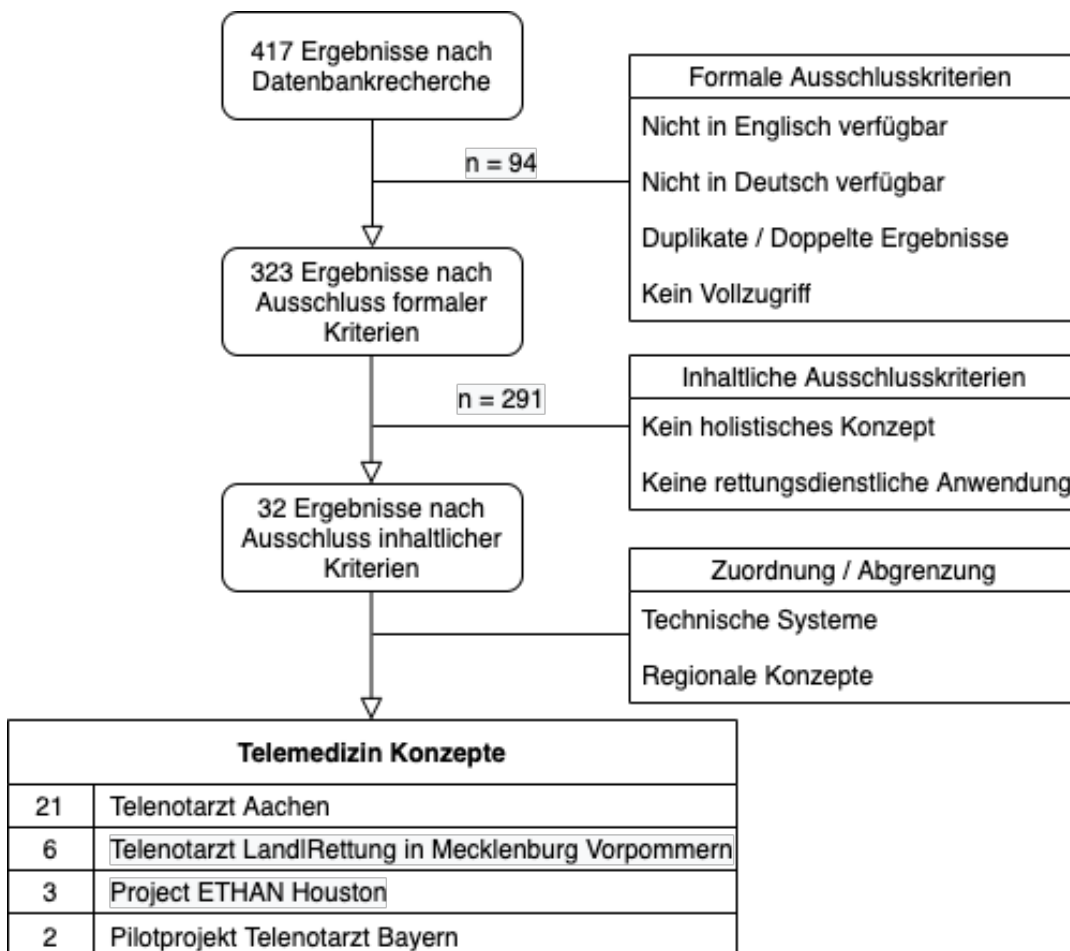 417 Ergebnisse nach
Datenbankrecherche
Formale Ausschlusskriterien
Nicht in Englisch verfügbar
n = 94
Nicht in Deutsch verfügbar
Duplikate / Doppelte Ergebnisse
Kein Vollzugriff
323 Ergebnisse nach
Ausschluss formaler
Kriterien
Inhaltliche Ausschlusskriterien
n = 291
Kein holistisches Konzept
Keine rettungsdienstliche Anwendung
32 Ergebnisse nach
Ausschluss inhaltlicher
Kriterien
Zuordnung / Abgrenzung
Technische Systeme
Regionale Konzepte
Telemedizin Konzepte
21 Telenotarzt Aachen
6 Telenotarzt Land|Rettung in Mecklenburg Vorpommern
3 Project ETHAN Houston
2 Pilotprojekt Telenotarzt Bayern